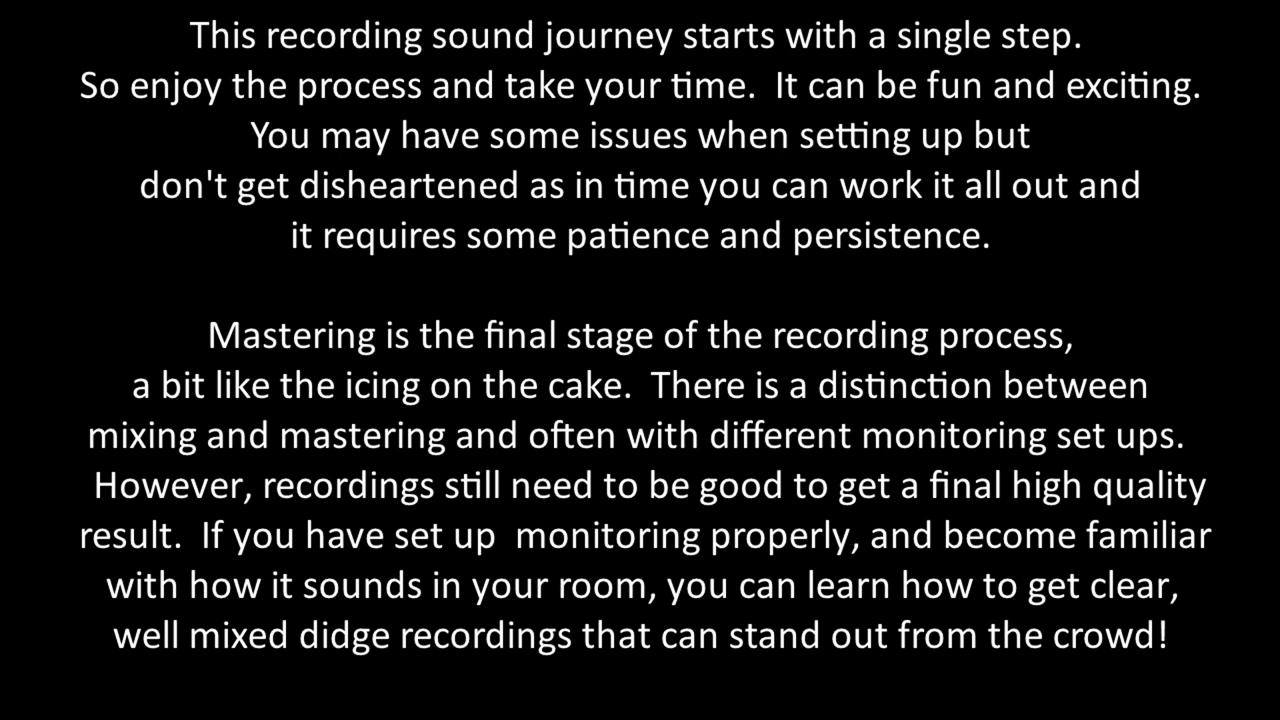 This recording sound journey starts with a single step.
So enjoy the process and take your time.  It can be fun and exciting.
You may have some issues when setting up but
don't get disheartened as in time you can work it all out and
it requires some patience and persistence.
Mastering is the final stage of the recording process,
a bit like the icing on the cake.  There is a distinction between
mixing and mastering and often with different monitoring set ups.
However, recordings still need to be good to get a final high quality
result.  If you have set up  monitoring properly, and become familiar
with how it sounds in your room, you can learn how to get clear,
well mixed didge recordings that can stand out from the crowd!